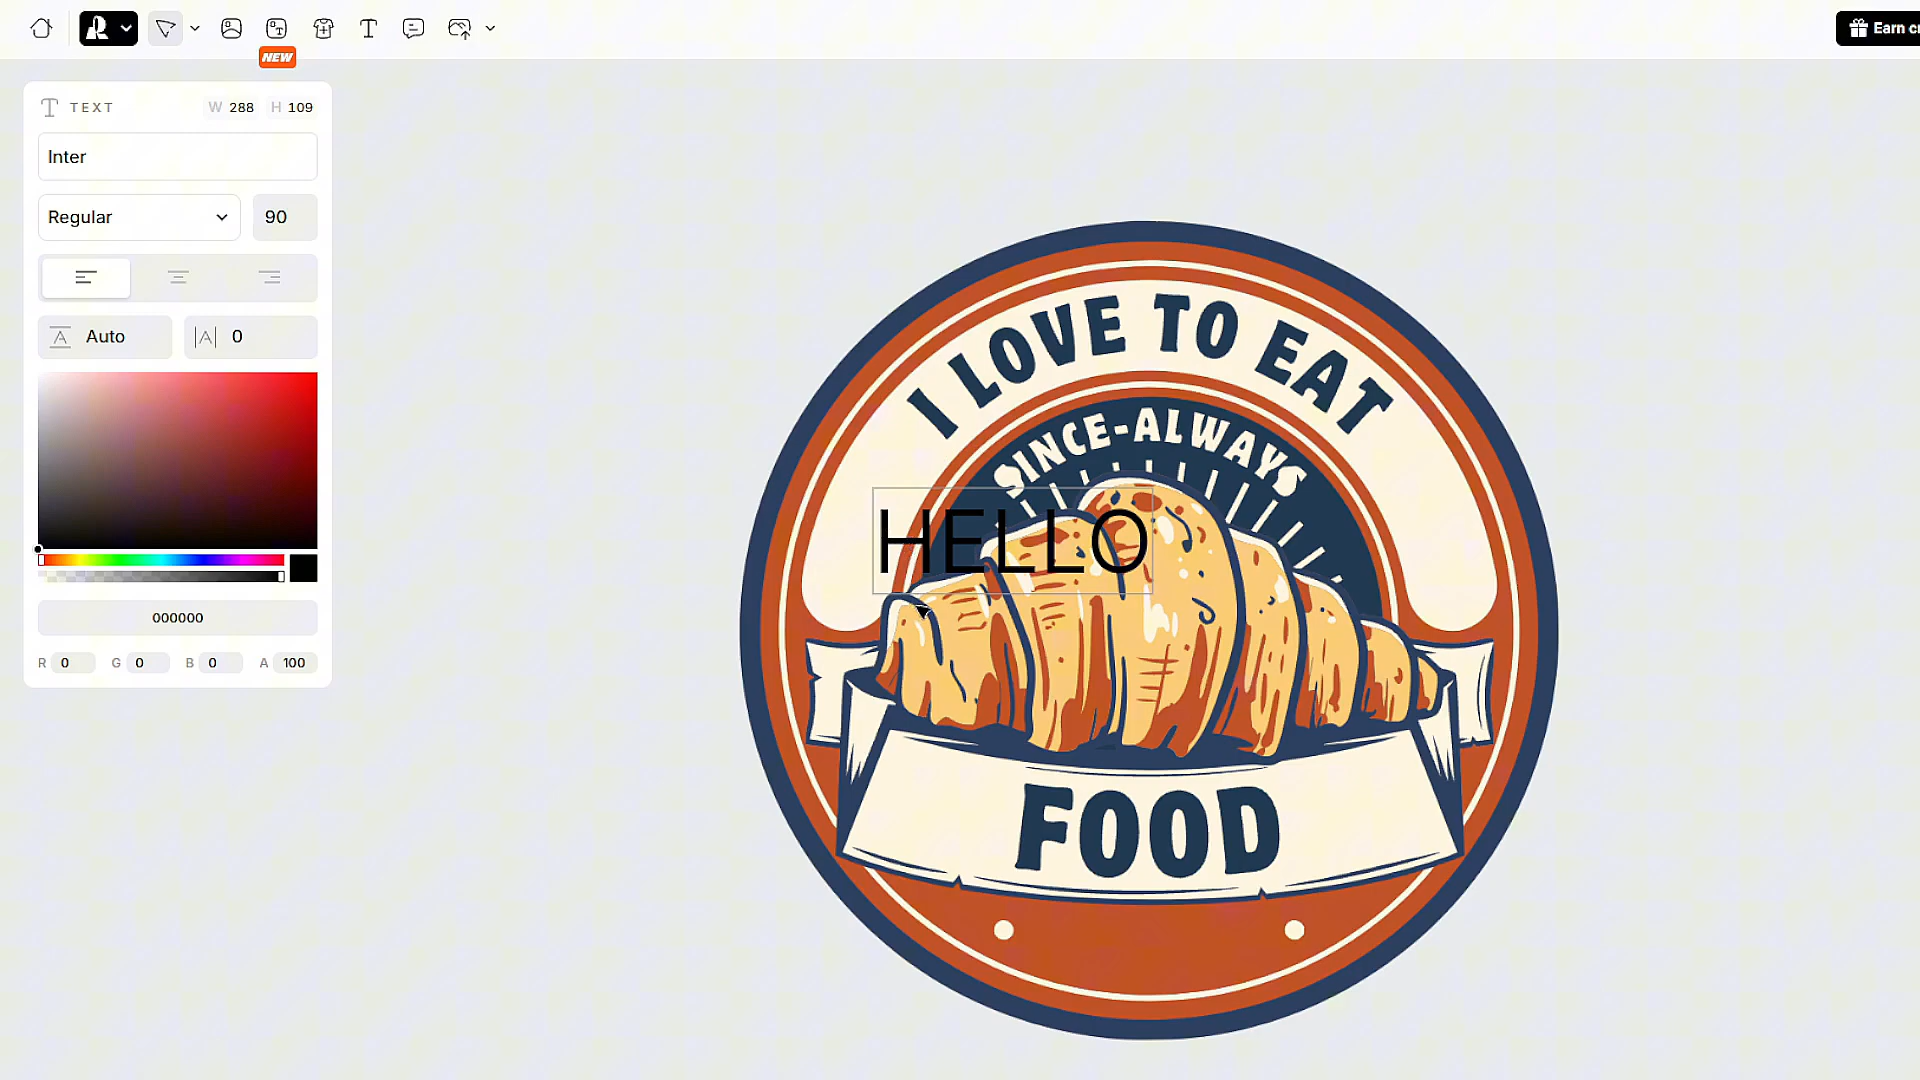 Earn
NEW
TEXT
W 288
H 109
Inter
Regular
90
Auto
0
000000
R 0
G 0
B 0
A 100
I LOVE TO EAT
SINCE-ALWAYS
HELLO
FOOD